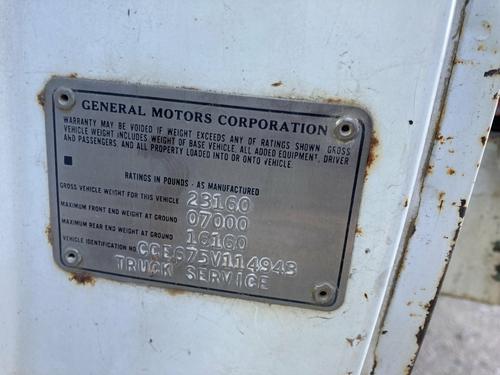 GENERAL MOTORS CORPORATION
WARRANTY MAY BE VOIDED IF WEIGHT EXCEEDS ANY OF RATINGS SHOWN. GROSS
VEHICLE WEIGHT INCLUDES WEIGHT OF BASE VEHICLE, ALL ADDED EQUIPMENT, DRIVER
AND PASSENGERS, AND ALL PROPERTY LOADED INTO OR ONTO VEHICLE.
RATINGS IN POUNDS - AS MANUFACTURED
GROSS VEHICLE WEIGHT FOR THIS VEHICLE 23160
MAXIMUM FRONT END WEIGHT AT GROUND 07000
MAXIMUM REAR END WEIGHT AT GROUND 16160
VEHICLE IDENTIFICATION NO. CCE675V114943
TRUCK SERVICE